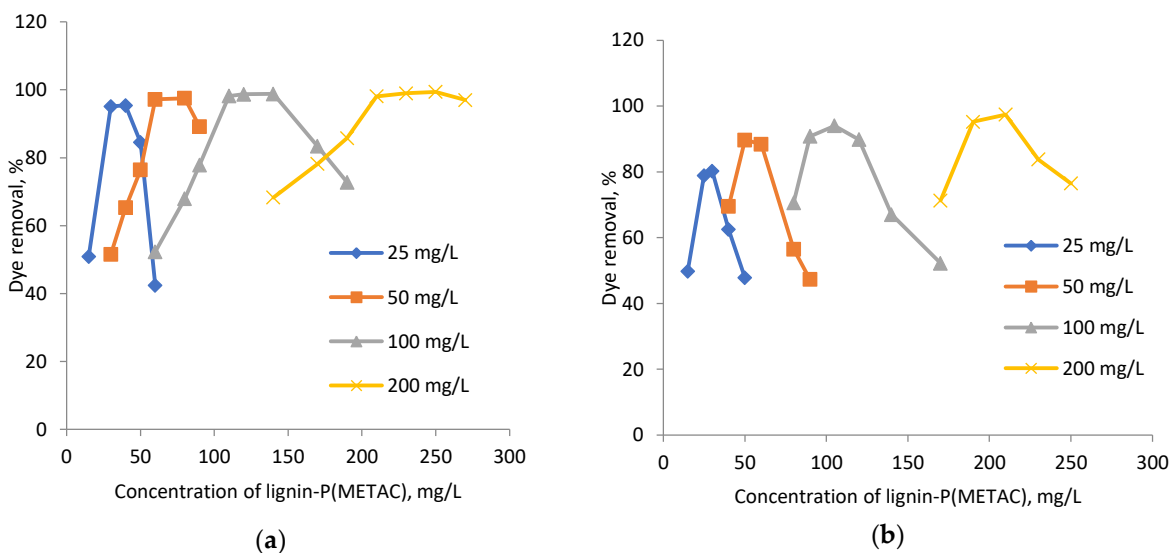 120
100
80
60
40
20
0
Dye removal, %
25 mg/L
50 mg/L
100 mg/L
200 mg/L
0 50 100 150 200 250 300
Concentration of lignin-P(METAC), mg/L
(a)
120
100
80
60
40
20
0
Dye removal, %
25 mg/L
50 mg/L
100 mg/L
200 mg/L
0 50 100 150 200 250 300
Concentration of lignin-P(METAC), mg/L
(b)